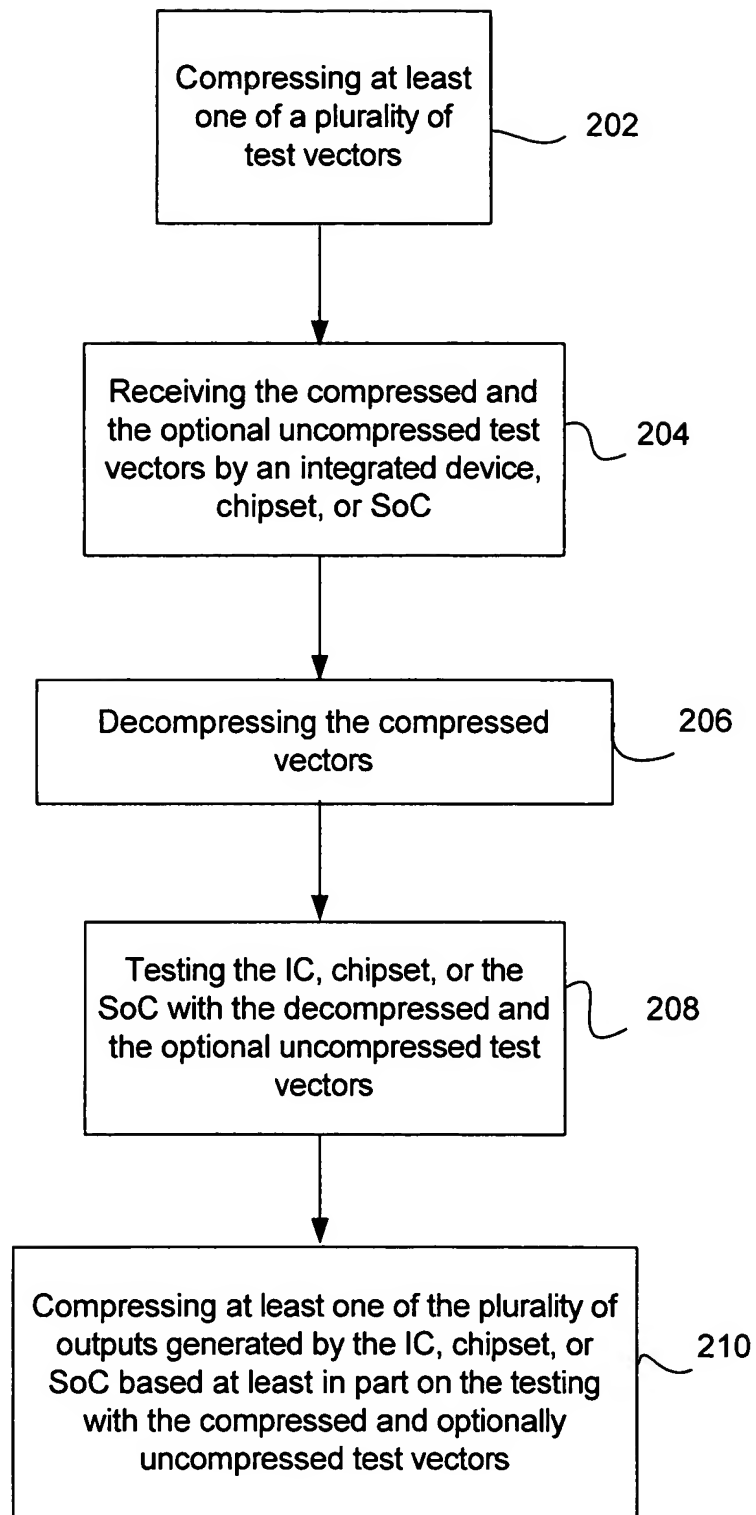 Compressing at least
one of a plurality of
test vectors
202
Receiving the compressed and
the optional uncompressed test
vectors by an integrated device,
chipset, or SoC
204
Decompressing the compressed
vectors
206
Testing the IC, chipset, or the
SoC with the decompressed and
the optional uncompressed test
vectors
208
Compressing at least one of the plurality of
outputs generated by the IC, chipset, or
SoC based at least in part on the testing
with the compressed and optionally
uncompressed test vectors
210